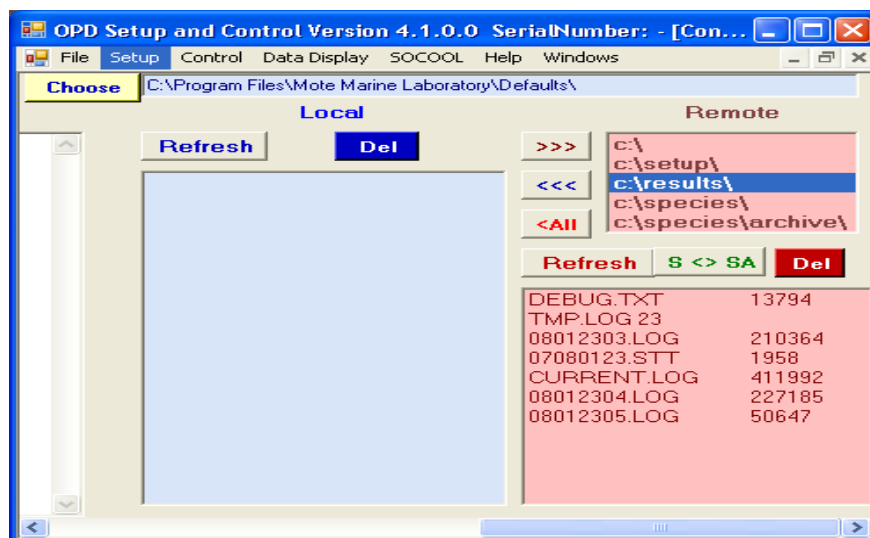 OPD Setup and Control Version 4.1.0.0 SerialNumber: - [Con...
File Setup Control Data Display SOCOOL Help Windows
Choose C:\Program Files\Mote Marine Laboratory\Defaults\
Local Remote
Refresh Del >>> c:\
c:\setup\
<<< c:\results\
c:\species\
<All c:\species\archive\
Refresh S <> SA Del
DEBUG.TXT 13794
TMP.LOG 23
08012303.LOG 210364
07080123.STT 1958
CURRENT.LOG 411992
08012304.LOG 227185
08012305.LOG 50647